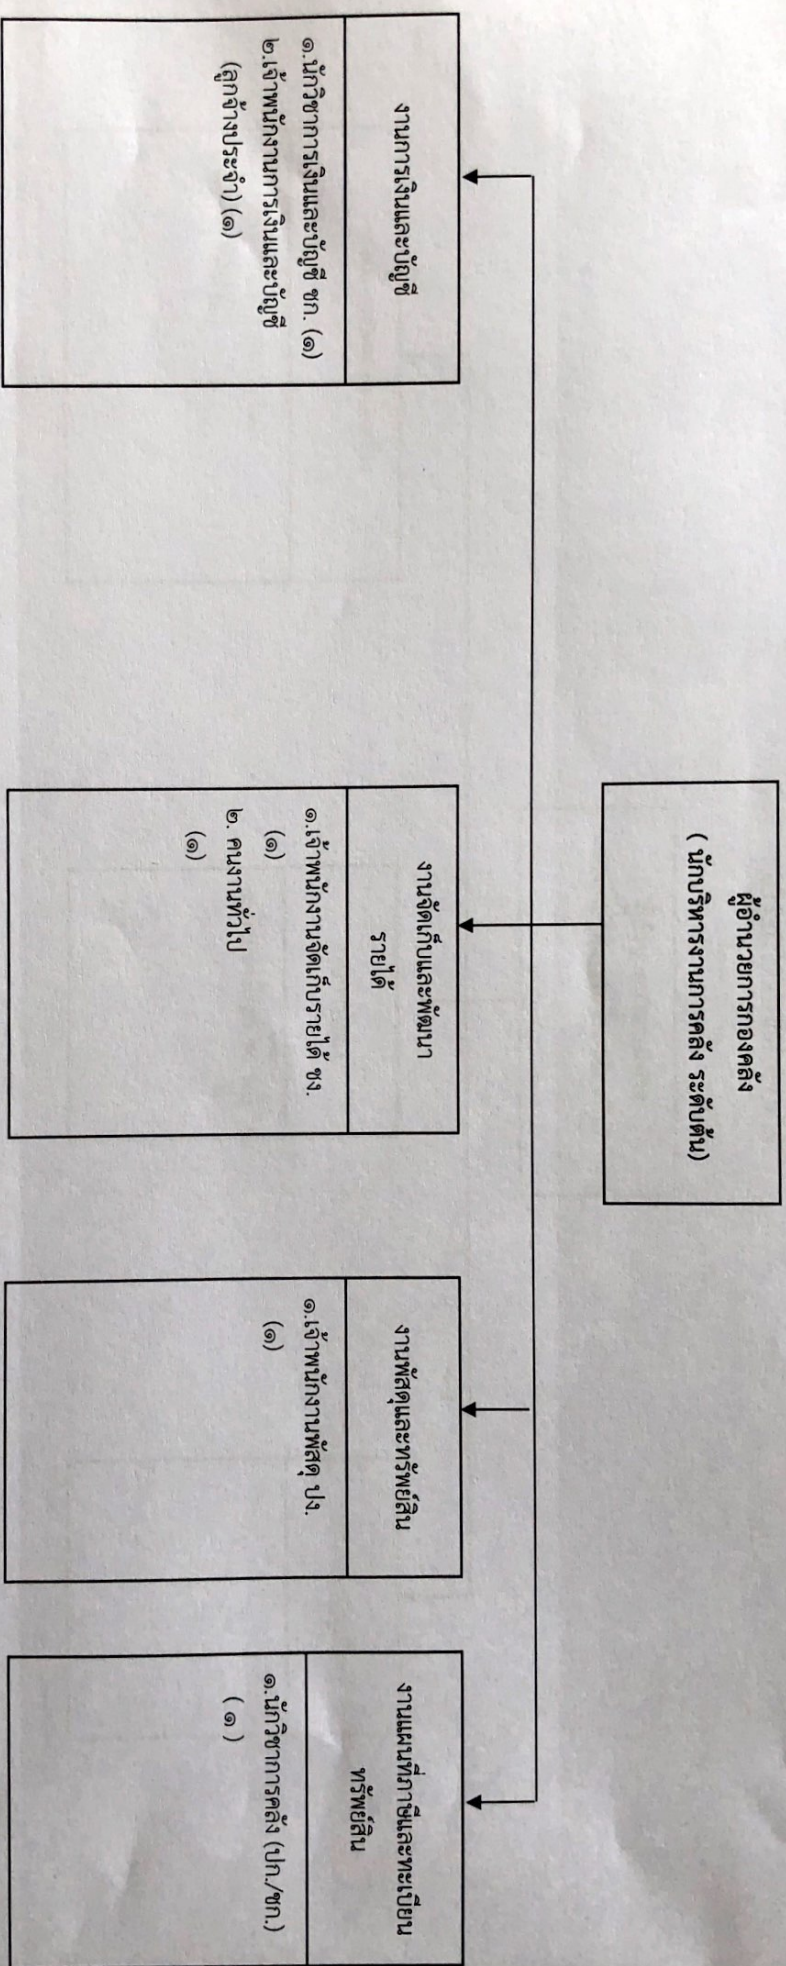 ผู้อำนวยการกองคลัง
( นักบริหารงานการคลัง ระดับต้น)
งานการเงินและบัญชี
๑.นักวิชาการเงินและบัญชี ชก. (๑)
๒.เจ้าพนักงานการเงินและบัญชี
(ลูกจ้างประจำ) (๑)
งานจัดเก็บและพัฒนา
รายได้
๑.เจ้าพนักงานจัดเก็บรายได้ ชง.
(๑)
๒. คนงานทั่วไป
(๑)
งานพัสดุและทรัพย์สิน
๑.เจ้าพนักงานพัสดุ ปง.
(๑)
งานแผนที่ภาษีและทะเบียน
ทรัพย์สิน
๑.นักวิชาการคลัง (ปก./ชก.)
( ๑ )